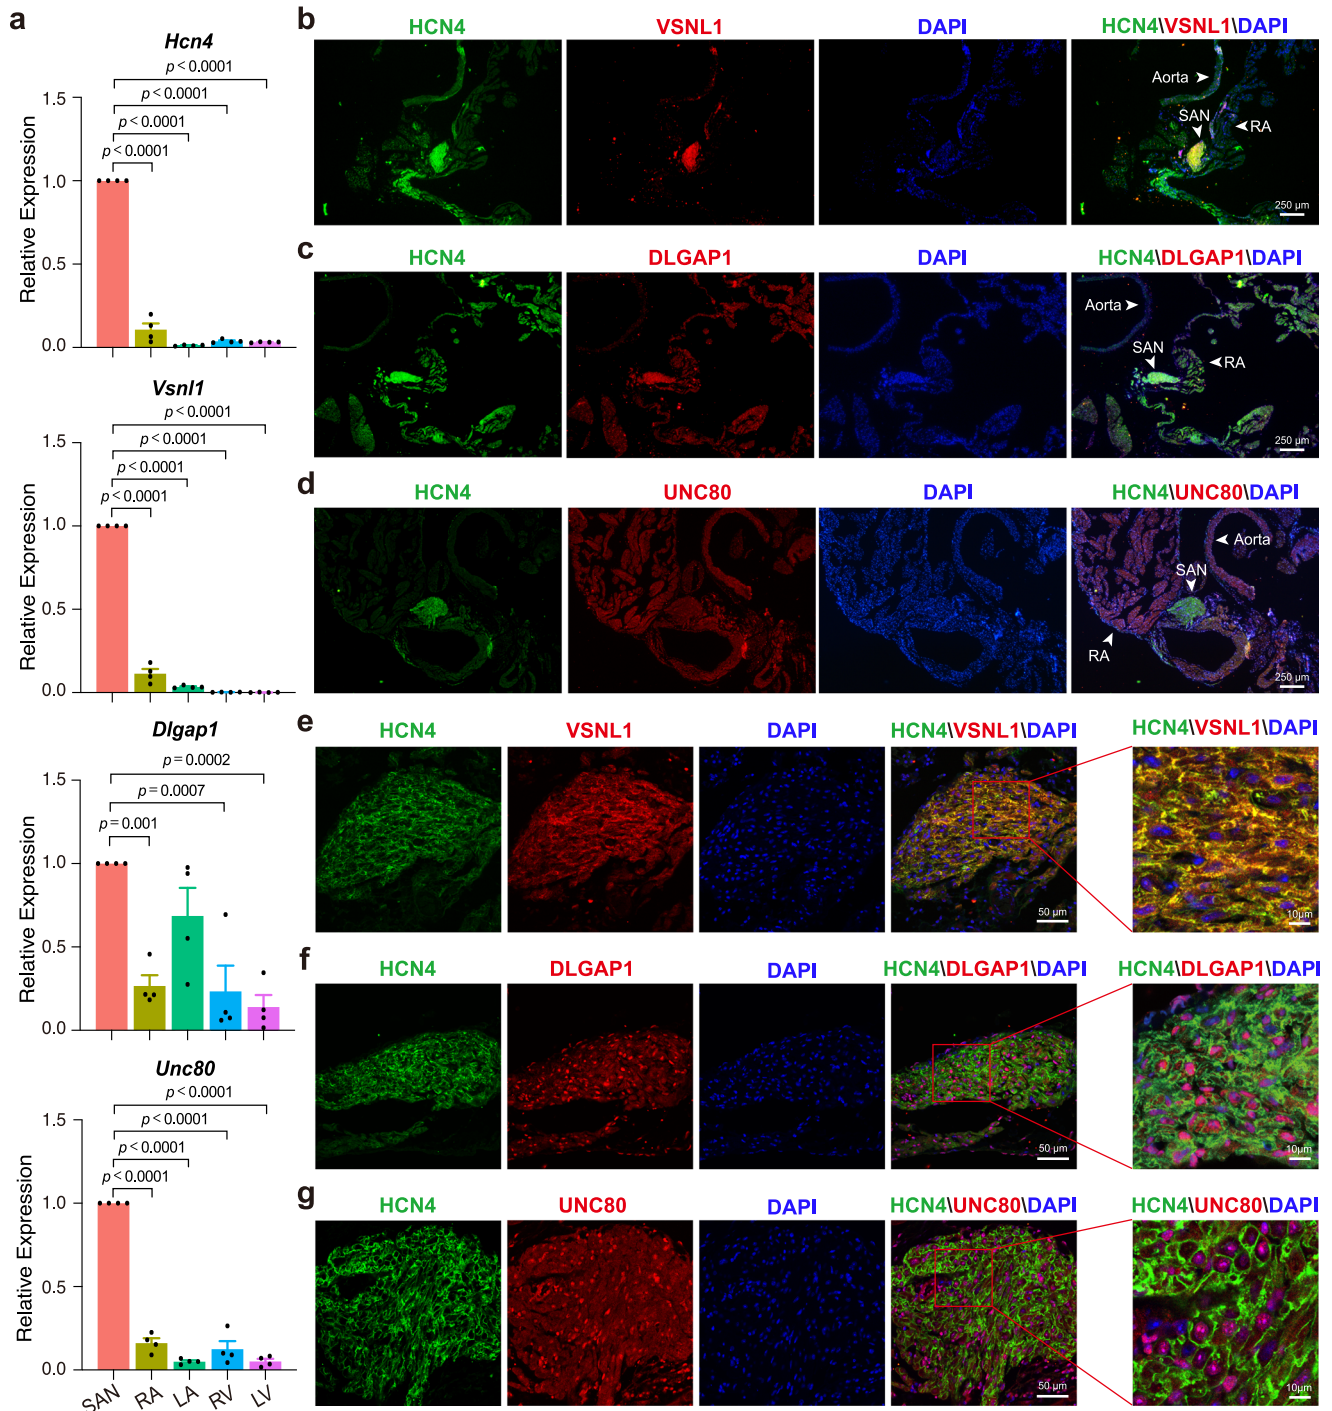 a
Hcn4
p < 0.0001
p < 0.0001
p < 0.0001
p < 0.0001
1.5
1.0
0.5
0.0
Relative Expression
Vsnl1
p < 0.0001
p < 0.0001
p < 0.0001
p < 0.0001
1.5
1.0
0.5
0.0
Relative Expression
Dlgap1
p = 0.0002
p = 0.0007
p = 0.001
1.5
1.0
0.5
0.0
Relative Expression
Unc80
p < 0.0001
p < 0.0001
p < 0.0001
p < 0.0001
1.5
1.0
0.5
0.0
Relative Expression
SAN RA LA RV LV
b
HCN4 VSNL1 DAPI HCN4\VSNL1\DAPI
Aorta
SAN
RA
250 µm
c
HCN4 DLGAP1 DAPI HCN4\DLGAP1\DAPI
Aorta
SAN
RA
250 µm
d
HCN4 UNC80 DAPI HCN4\UNC80\DAPI
Aorta
SAN
RA
250 µm
e
HCN4 VSNL1 DAPI HCN4\VSNL1\DAPI HCN4\VSNL1\DAPI
50 µm
10µm
f
HCN4 DLGAP1 DAPI HCN4\DLGAP1\DAPI HCN4\DLGAP1\DAPI
50 µm
10µm
g
HCN4 UNC80 DAPI HCN4\UNC80\DAPI HCN4\UNC80\DAPI
50 µm
10µm